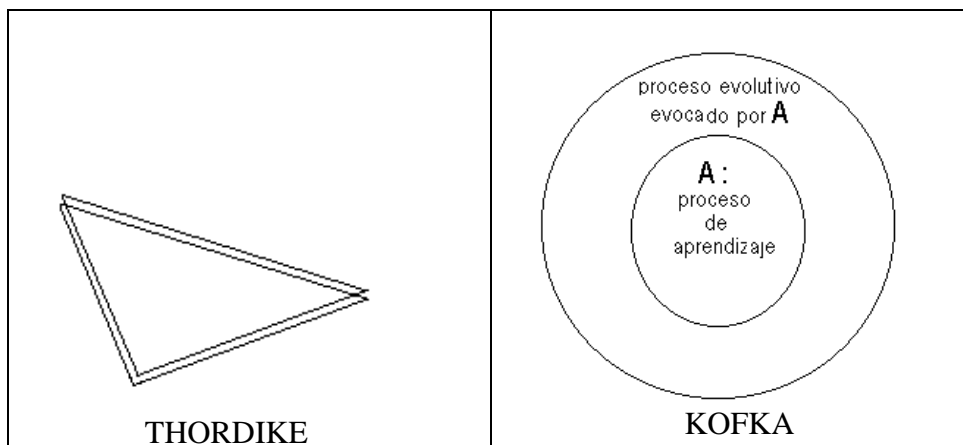 THORDIKE
proceso evolutivo
evocado por A
A :
proceso
de
aprendizaje
KOFKA